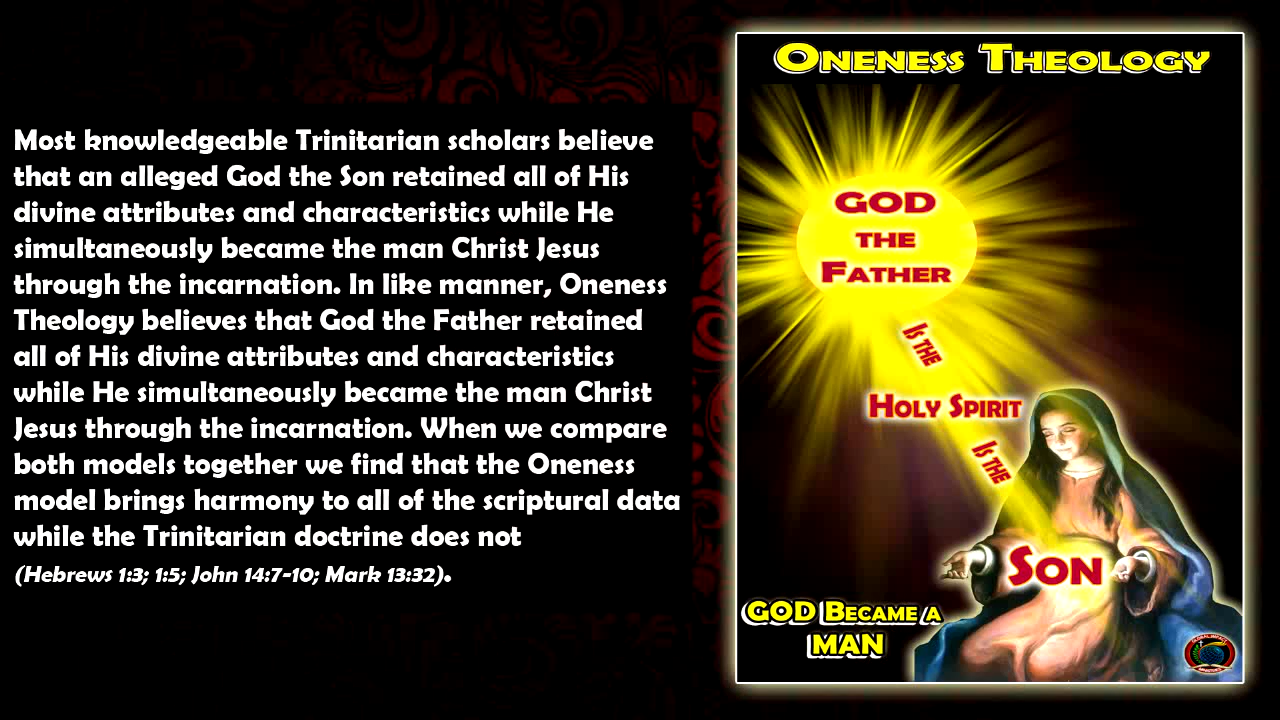 Most knowledgeable Trinitarian scholars believe
that an alleged God the Son retained all of His
divine attributes and characteristics while He
simultaneously became the man Christ Jesus
through the incarnation. In like manner, Oneness
Theology believes that God the Father retained
all of His divine attributes and characteristics
while He simultaneously became the man Christ
Jesus through the incarnation. When we compare
both models together we find that the Oneness
model brings harmony to all of the scriptural data
while the Trinitarian doctrine does not
(Hebrews 1:3; 1:5; John 14:7-10; Mark 13:32).
Oneness Theology
GOD
THE
FATHER
IS THE
HOLY SPIRIT
IS THE
SON
GOD BECAME A
MAN